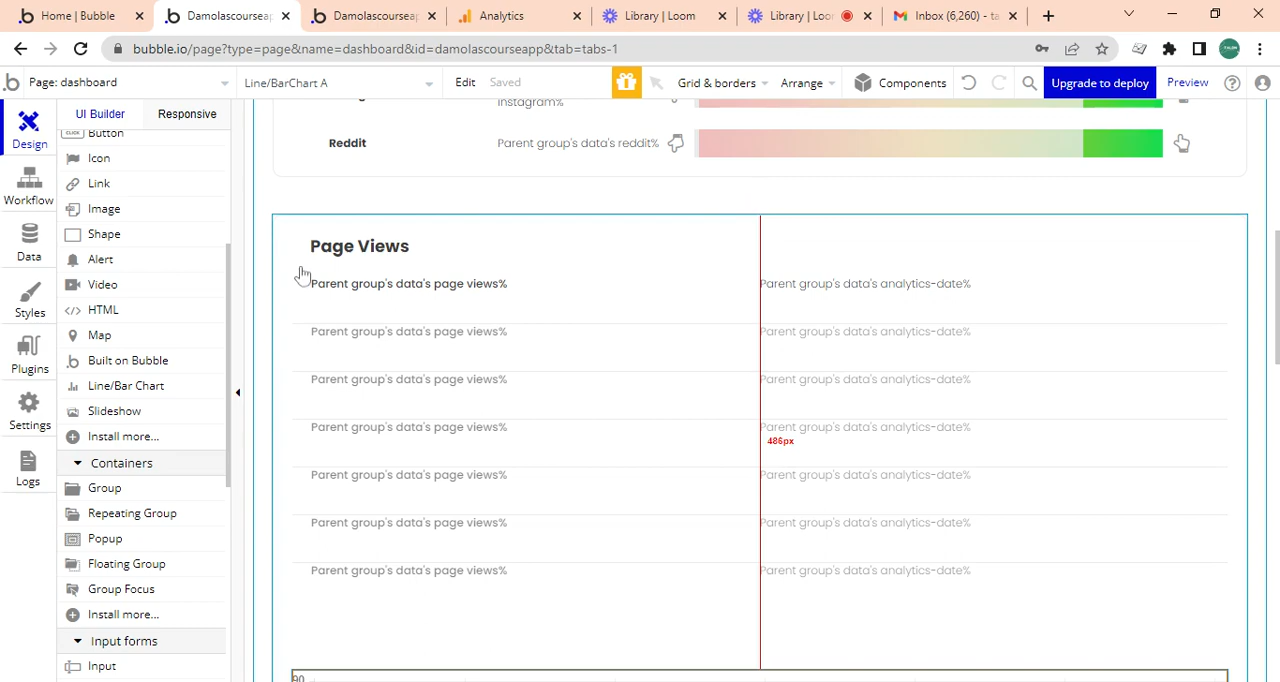 Home | Bubble
Damolascourseap
Damolascoursea
Analytics
Library | Loom
Library | Loon
Inbox (6,260) - ta
bubble.io/page?type=page&name=dashboard&id=damolascourseapp&tab=tabs-1
Page: dashboard
Line/BarChart A
Edit
Saved
Grid & borders
Arrange
Components
Upgrade to deploy
Preview
Design
Workflow
Data
Styles
Plugins
Settings
Logs
UI Builder
Responsive
CLICK
Button
Icon
Link
Image
Shape
Alert
Video
HTML
Map
Built on Bubble
Line/Bar Chart
Slideshow
Install more...
Containers
Group
Repeating Group
Popup
Floating Group
Group Focus
Install more...
Input forms
Input
instagram%
Reddit
Parent group's data's reddit%
Page Views
Parent group's data's page views%
Parent group's data's analytics-date%
Parent group's data's page views%
Parent group's data's analytics-date%
Parent group's data's page views%
Parent group's data's analytics-date%
Parent group's data's page views%
Parent group's data's analytics-date%
486px
Parent group's data's page views%
Parent group's data's analytics-date%
Parent group's data's page views%
Parent group's data's analytics-date%
Parent group's data's page views%
Parent group's data's analytics-date%
90